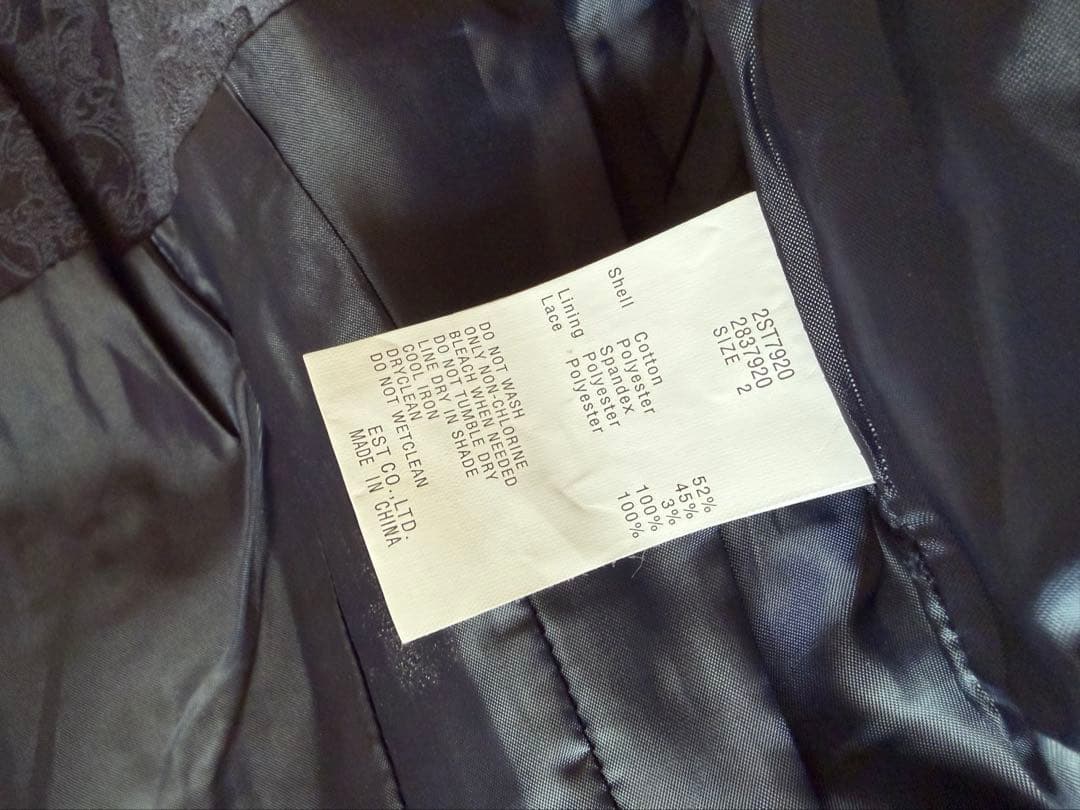 2ST7920
2837920
SIZE 2
Shell Cotton 52%
Polyester 45%
Spandex 3%
Lining Polyester 100%
Lace Polyester 100%
DO NOT WASH
ONLY NON-CHLORINE
BLEACH WHEN NEEDED
DO NOT TIMBLE DRY
LINE DRY IN SHADE
COOL IRON
DRYCLEAN
DO NOT WETCLEAN
EST CO.,LTD.
MADE IN CHINA